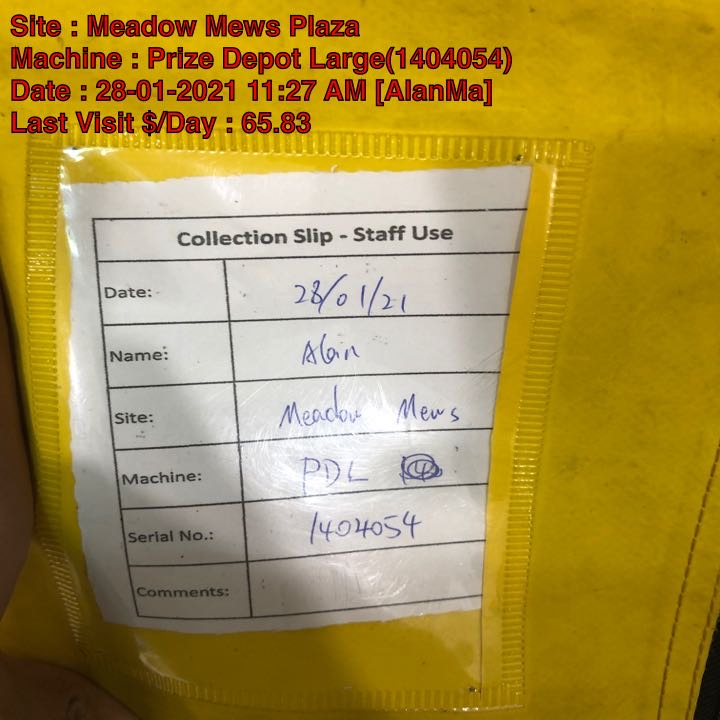 Site : Meadow Mews Plaza
Machine : Prize Depot Large(1404054)
Date : 28-01-2021 11:27 AM [AlanMa]
Last Visit $/Day : 65.83
Collection Slip - Staff Use
Date: 28/01/21
Name: Alan
Site: Meadow Mews
Machine: PDL
Serial No.: 1404054
Comments: